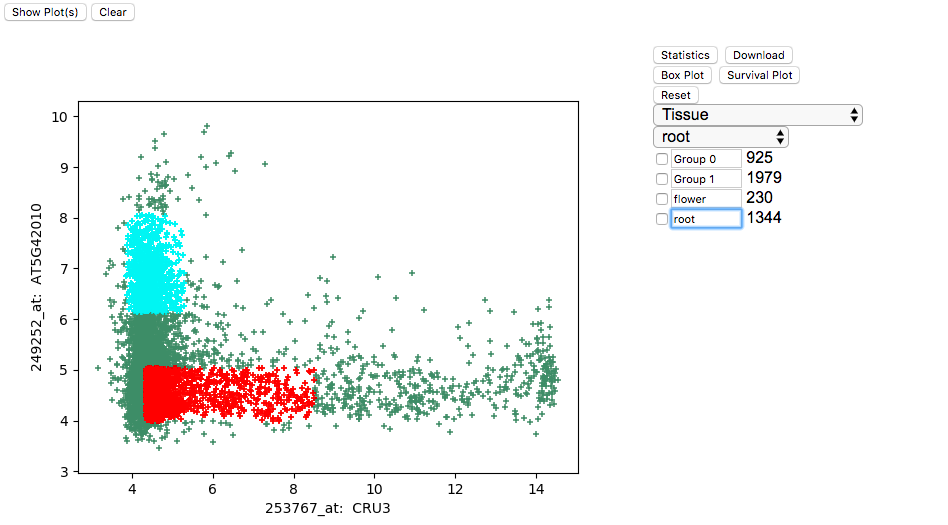 Show Plot(s) Clear
Statistics Download
Box Plot Survival Plot
Reset
Tissue
root
Group 0 925
Group 1 1979
flower 230
root 1344
10
9
8
7
6
5
4
3
249252_at: AT5G42010
4 6 8 10 12 14
253767_at: CRU3